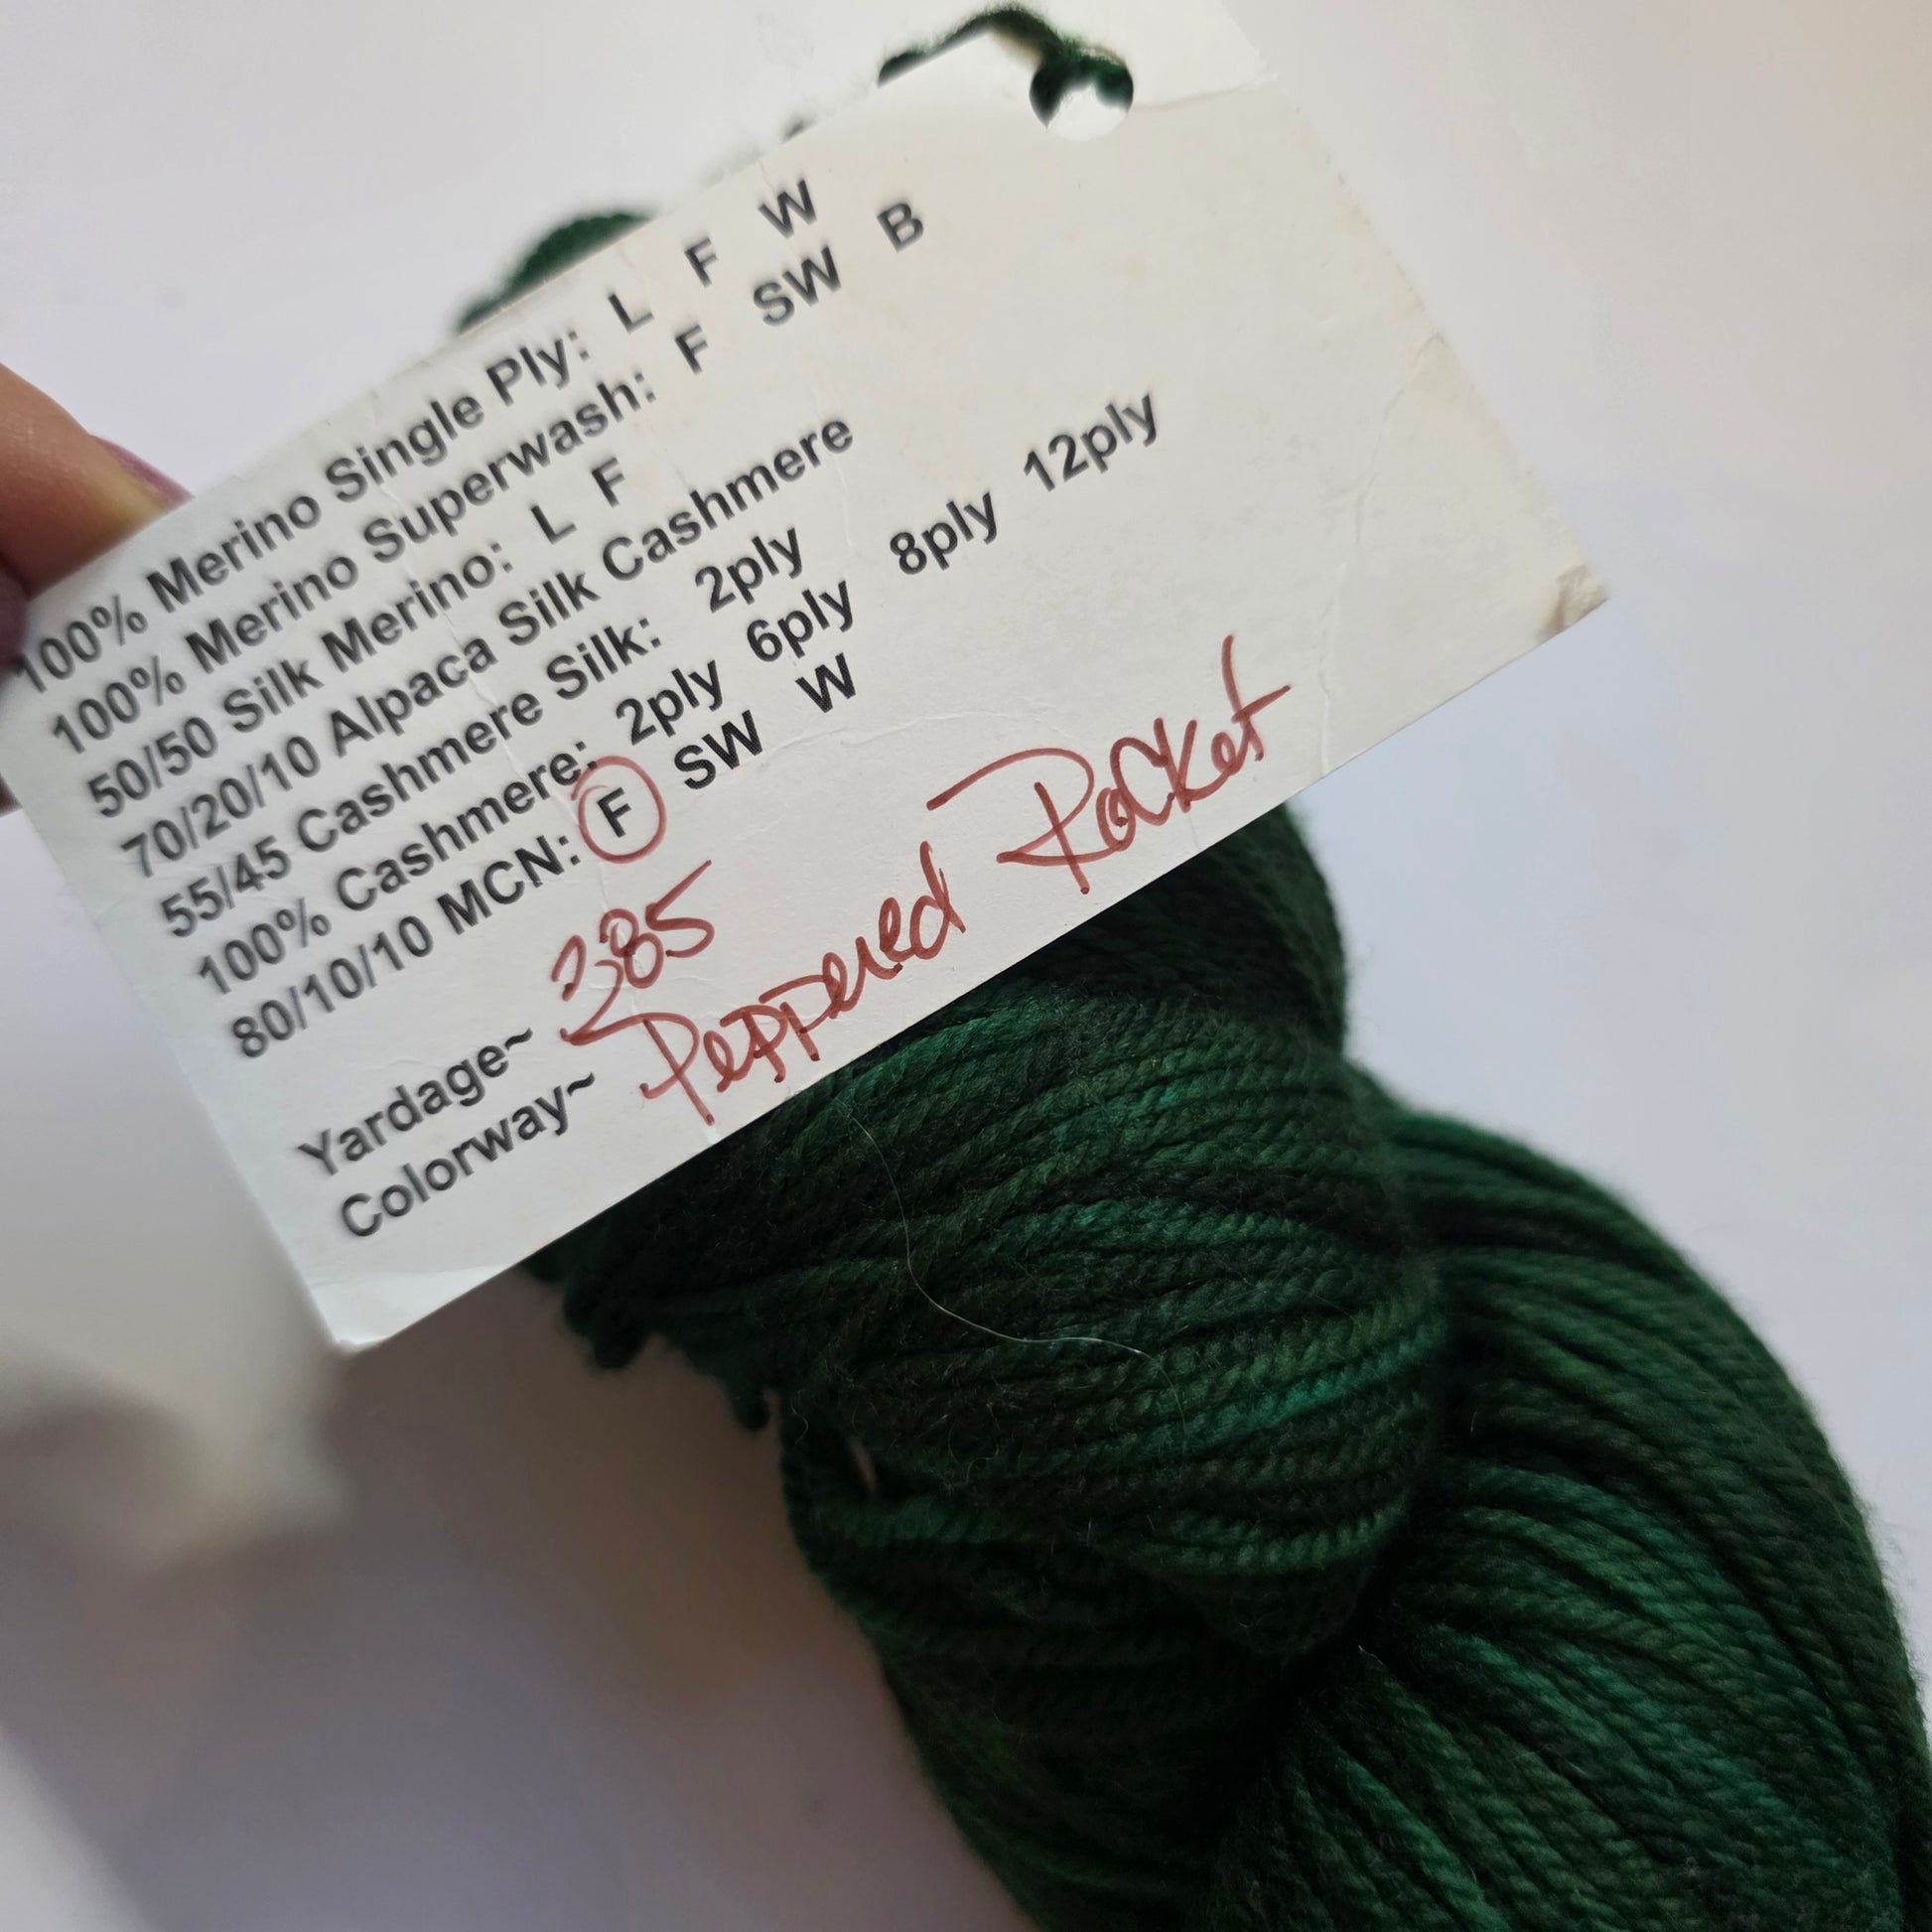 100% Merino Single Ply: L F W
100% Merino Superwash: F SW B
50/50 Silk Merino: L F
70/20/10 Alpaca Silk Cashmere
55/45 Cashmere Silk: 2ply
100% Cashmere: 2ply 6ply 8ply 12ply
80/10/10 MCN: F SW W
Yardage~ 385
Colorway~ Peppered Rocket